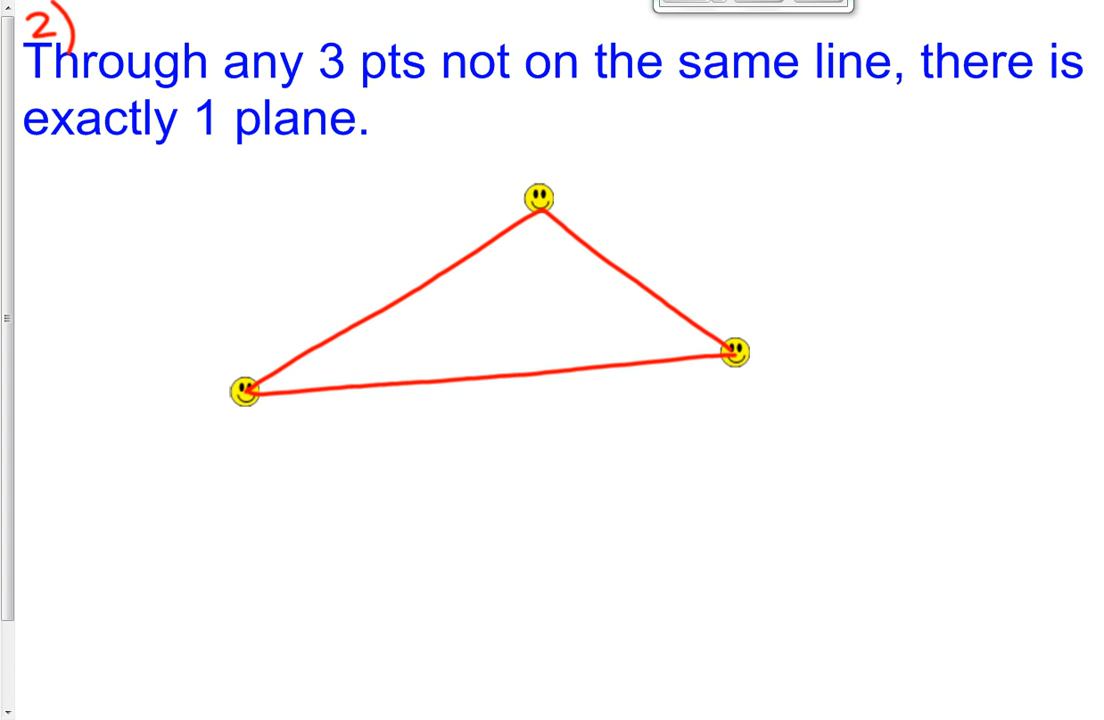 2)
Through any 3 pts not on the same line, there is
exactly 1 plane.